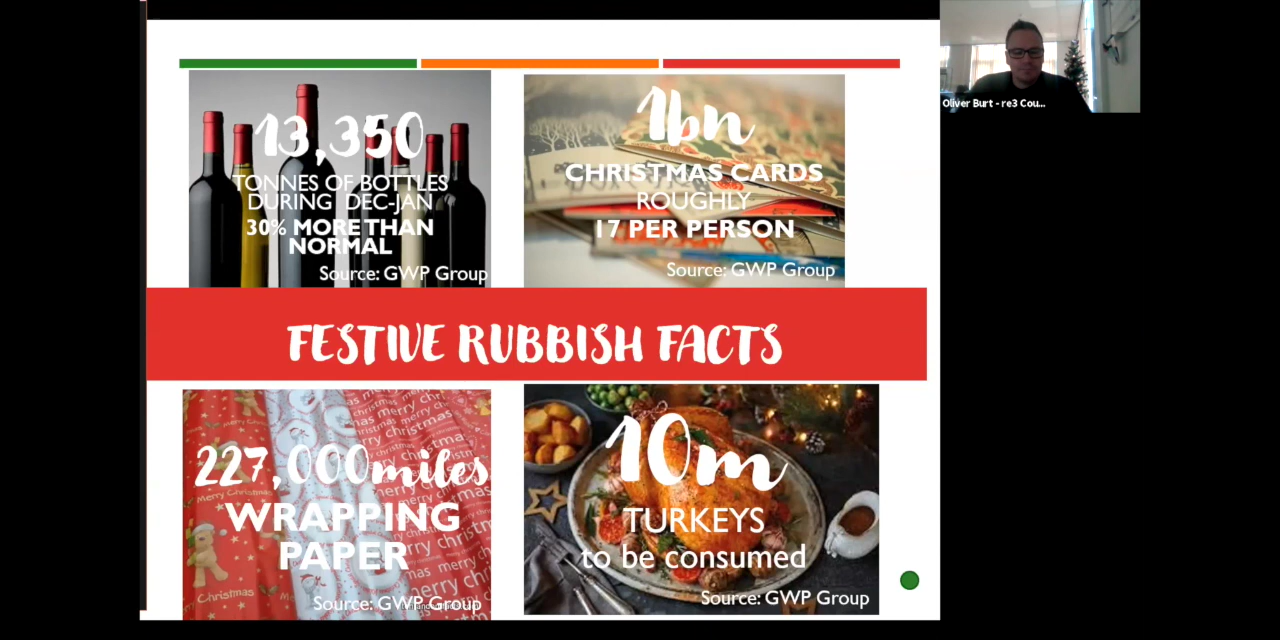 13,350
TONNES OF BOTTLES
DURING DEC-JAN
30% MORE THAN
NORMAL
Source: GWP Group
1bn
CHRISTMAS CARDS
ROUGHLY
17 PER PERSON
Source: GWP Group
Oliver Burt - re3 Cou...
FESTIVE RUBBISH FACTS
227,000miles
WRAPPING
PAPER
Source: GWP Group
10m
TURKEYS
to be consumed
Source: GWP Group